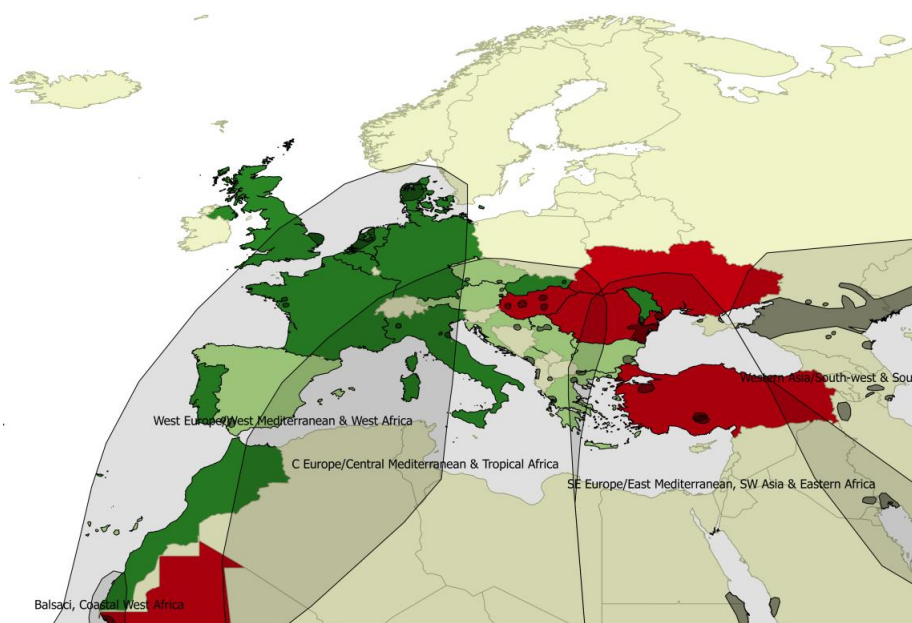 Western Asia/South-west & Sou
West Europe/West Mediterranean & West Africa
C Europe/Central Mediterranean & Tropical Africa
SE Europe/East Mediterranean, SW Asia & Eastern Africa
Balsaci, Coastal West Africa